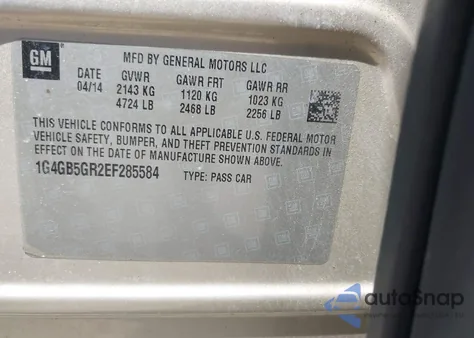 GM
MFD BY GENERAL MOTORS LLC
DATE GVWR GAWR FRT GAWR RR
04/14 2143 KG 1120 KG 1023 KG
4724 LB 2468 LB 2256 LB
THIS VEHICLE CONFORMS TO ALL APPLICABLE U.S. FEDERAL MOTOR
VEHICLE SAFETY, BUMPER, AND THEFT PREVENTION STANDARDS IN
EFFECT ON THE DATE OF MANUFACTURE SHOWN ABOVE.
1G4GB5GR2EF285584 TYPE: PASS CAR
autoSnap